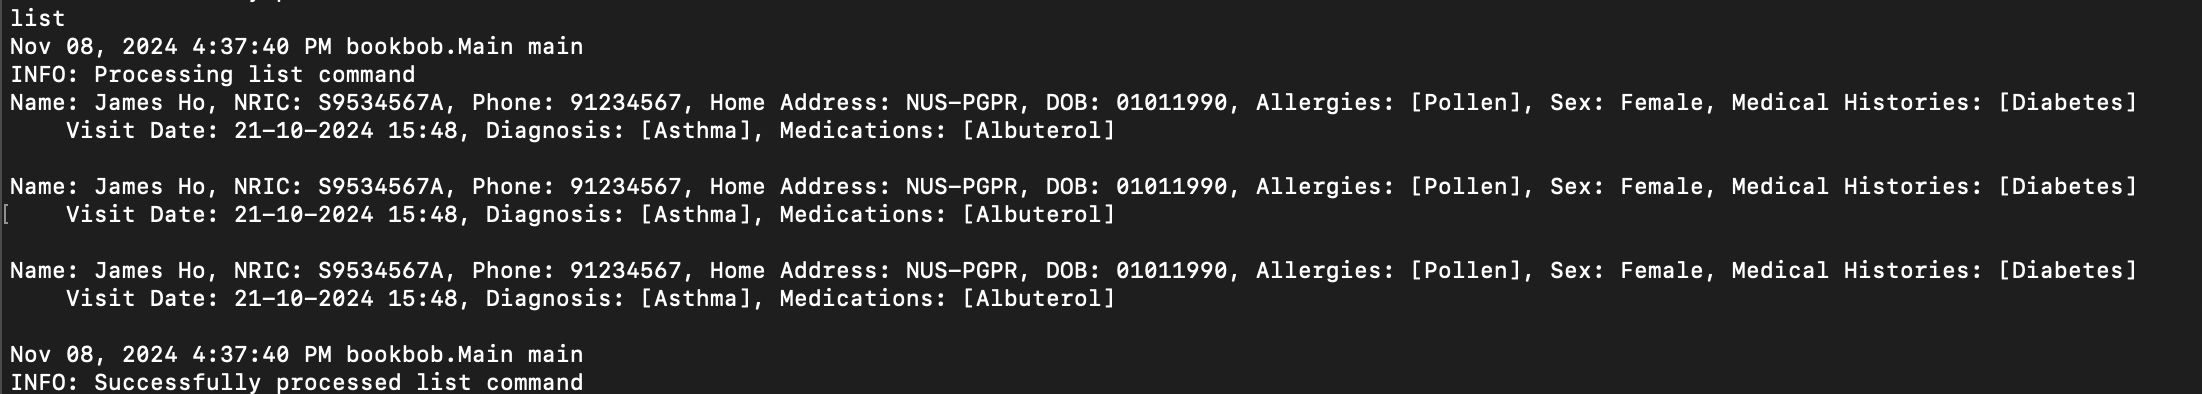 list
Nov 08, 2024 4:37:40 PM bookbob.Main main
INFO: Processing list command
Name: James Ho, NRIC: S9534567A, Phone: 91234567, Home Address: NUS-PGPR, DOB: 01011990, Allergies: [Pollen], Sex: Female, Medical Histories: [Diabetes]
    Visit Date: 21-10-2024 15:48, Diagnosis: [Asthma], Medications: [Albuterol]

Name: James Ho, NRIC: S9534567A, Phone: 91234567, Home Address: NUS-PGPR, DOB: 01011990, Allergies: [Pollen], Sex: Female, Medical Histories: [Diabetes]
    Visit Date: 21-10-2024 15:48, Diagnosis: [Asthma], Medications: [Albuterol]

Name: James Ho, NRIC: S9534567A, Phone: 91234567, Home Address: NUS-PGPR, DOB: 01011990, Allergies: [Pollen], Sex: Female, Medical Histories: [Diabetes]
    Visit Date: 21-10-2024 15:48, Diagnosis: [Asthma], Medications: [Albuterol]

Nov 08, 2024 4:37:40 PM bookbob.Main main
INFO: Successfully processed list command